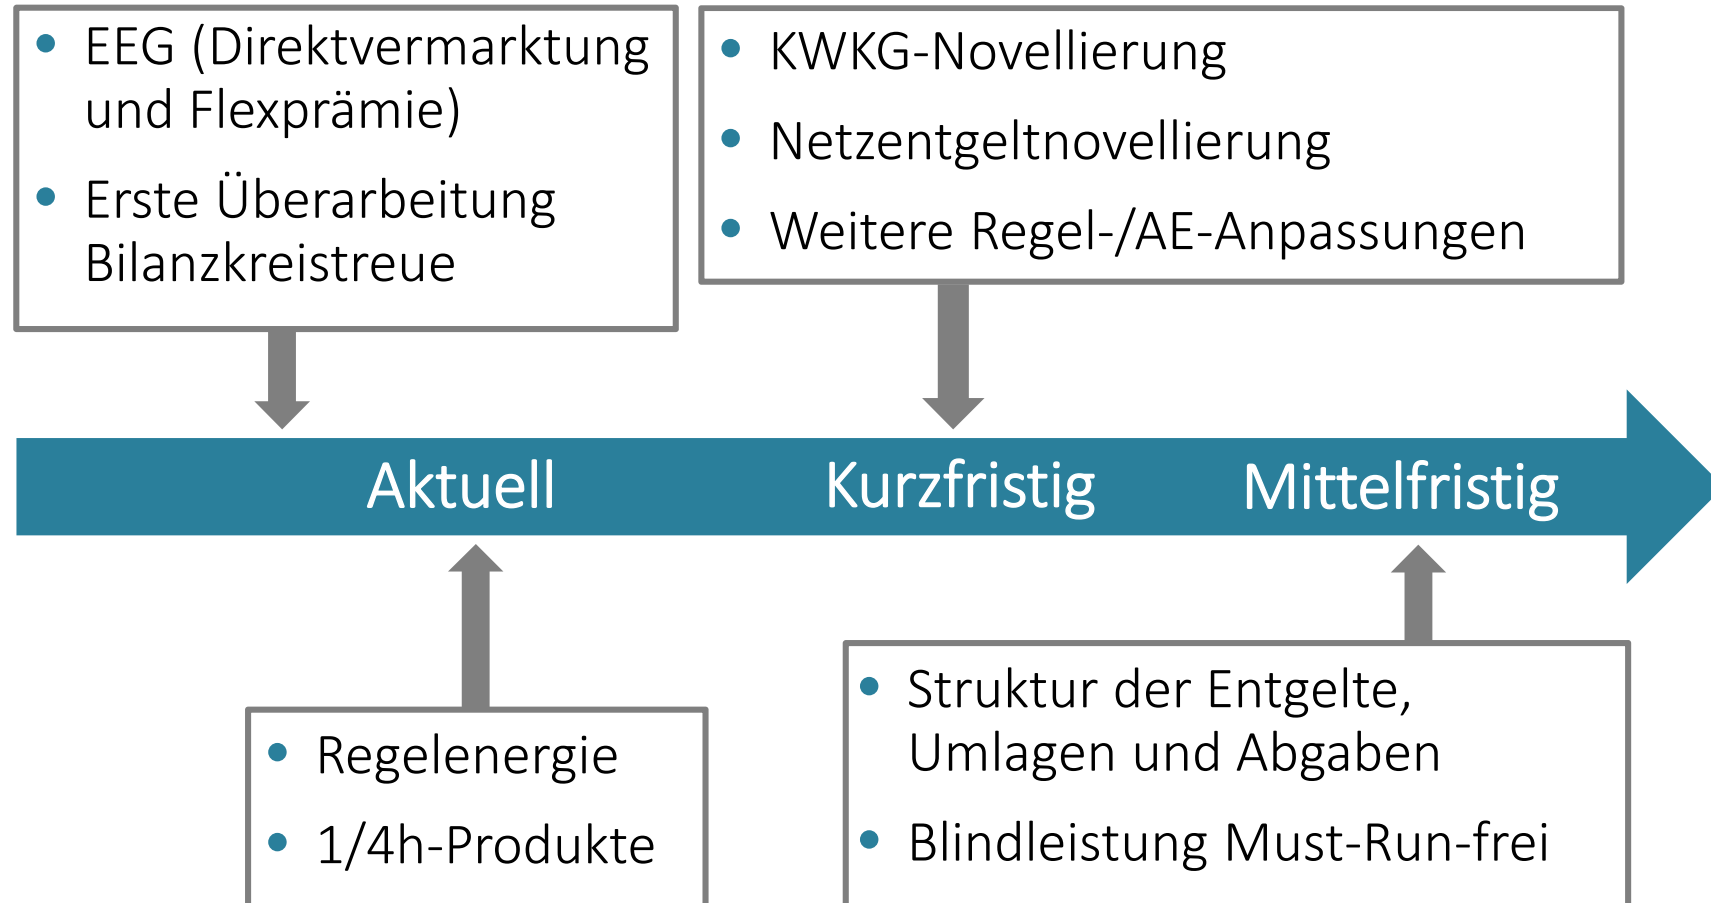 • EEG (Direktvermarktung
und Flexprämie)
• Erste Überarbeitung
Bilanzkreistreue
• KWKG-Novellierung
• Netzentgeltnovellierung
• Weitere Regel-/AE-Anpassungen
Aktuell
Kurzfristig
Mittelfristig
• Regelenergie
• 1/4h-Produkte
• Struktur der Entgelte,
Umlagen und Abgaben
• Blindleistung Must-Run-frei